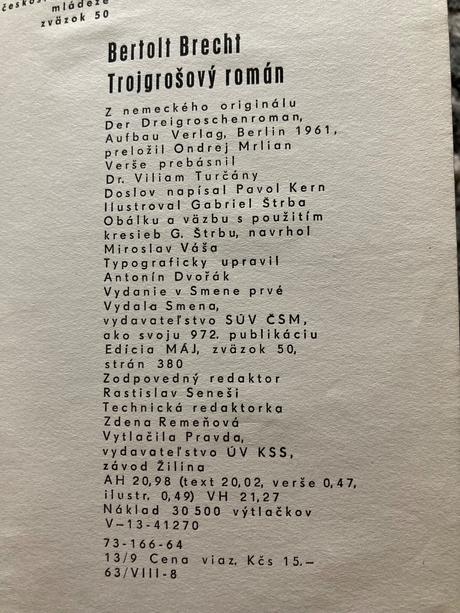 mládeže
zväzok 50
Bertolt Brecht
Trojgrošový román
Z nemeckého originálu
Der Dreigroschenroman,
Aufbau Verlag, Berlin 1961,
preložil Ondrej Mrlian
Verše prebásnil
Dr. Viliam Turčány
Doslov napísal Pavol Kern
Ilustroval Gabriel Štrba
Obálku a väzbu s použitím
kresieb G. Štrbu, navrhol
Miroslav Váša
Typograficky upravil
Antonín Dvořák
Vydanie v Smene prvé
Vydala Smena,
vydavateľstvo SÚV ČSM,
ako svoju 972. publikáciu
Edícia MÁJ, zväzok 50,
strán 380
Zodpovedný redaktor
Rastislav Seneši
Technická redaktorka
Zdena Remeňová
Vytlačila Pravda,
vydavateľstvo ÚV KSS,
závod Žilina
AH 20,98 (text 20,02, verše 0,47,
ilustr. 0,49) VH 21,27
Náklad 30 500 výtlačkov
V–13-41270
73-166-64
13/9 Cena viaz. Kčs 15.–
63/VIII-8